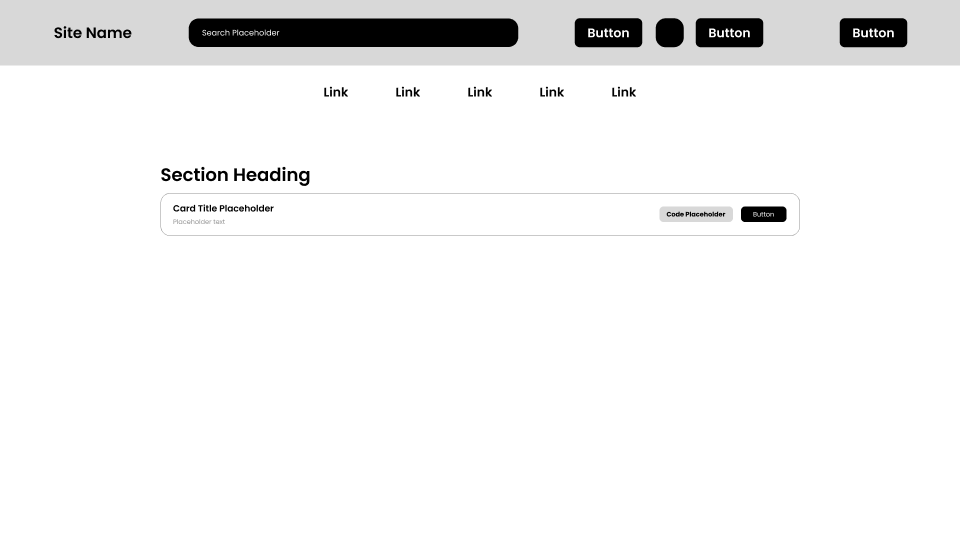 Site Name
Search Placeholder
Button
Button
Button
Link
Link
Link
Link
Link
Section Heading
Card Title Placeholder
Placeholder text
Code Placeholder
Button